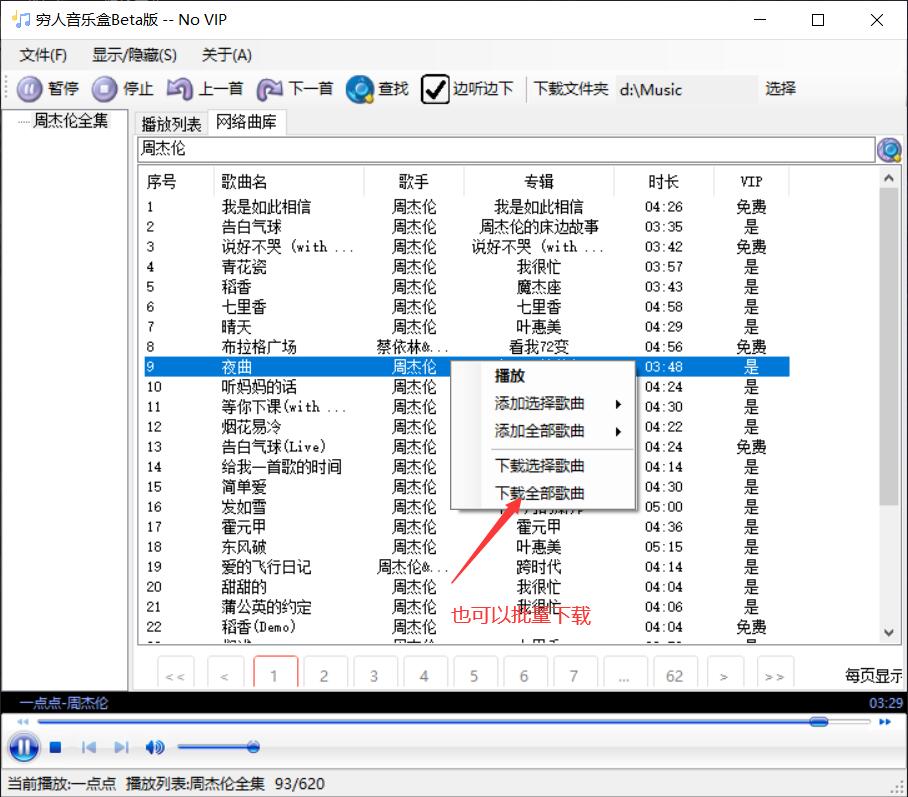 穷人音乐盒Beta版 -- No VIP
文件(F) 显示/隐藏(S) 关于(A)
暂停 停止 上一首 下一首 查找 边听边下 下载文件夹 d:\Music 选择
周杰伦全集
播放列表 网络曲库
周杰伦
序号 歌曲名 歌手 专辑 时长 VIP
1 我是如此相信 周杰伦 我是如此相信 04:26 免费
2 告白气球 周杰伦 周杰伦的床边故事 03:35 是
3 说好不哭 (with ... 周杰伦 说好不哭 (with ... 03:42 免费
4 青花瓷 周杰伦 我很忙 03:57 是
5 稻香 周杰伦 魔杰座 03:43 是
6 七里香 周杰伦 七里香 04:58 是
7 晴天 周杰伦 叶惠美 04:29 是
8 布拉格广场 蔡依林&... 看我72变 04:56 免费
9 夜曲 周杰伦 03:48 是
10 听妈妈的话 周杰伦 04:24 是
11 等你下课(with ... 周杰伦 04:30 是
12 烟花易冷 周杰伦 04:22 是
13 告白气球(Live) 周杰伦 04:24 免费
14 给我一首歌的时间 周杰伦 04:14 是
15 简单爱 周杰伦 04:30 是
16 发如雪 周杰伦 05:00 是
17 霍元甲 周杰伦 霍元甲 04:36 是
18 东风破 周杰伦 叶惠美 05:15 是
19 爱的飞行日记 周杰伦&... 跨时代 04:14 是
20 甜甜的 周杰伦 我很忙 04:04 是
21 蒲公英的约定 周杰伦 我很忙 04:06 是
22 稻香(Demo) 周杰伦 04:04 免费
播放
添加选择歌曲
添加全部歌曲
下载选择歌曲
下载全部歌曲
也可以批量下载
<< < 1 2 3 4 5 6 7 ... 62 > >> 每页显示
一点点-周杰伦 03:29
当前播放:一点点 播放列表:周杰伦全集 93/620